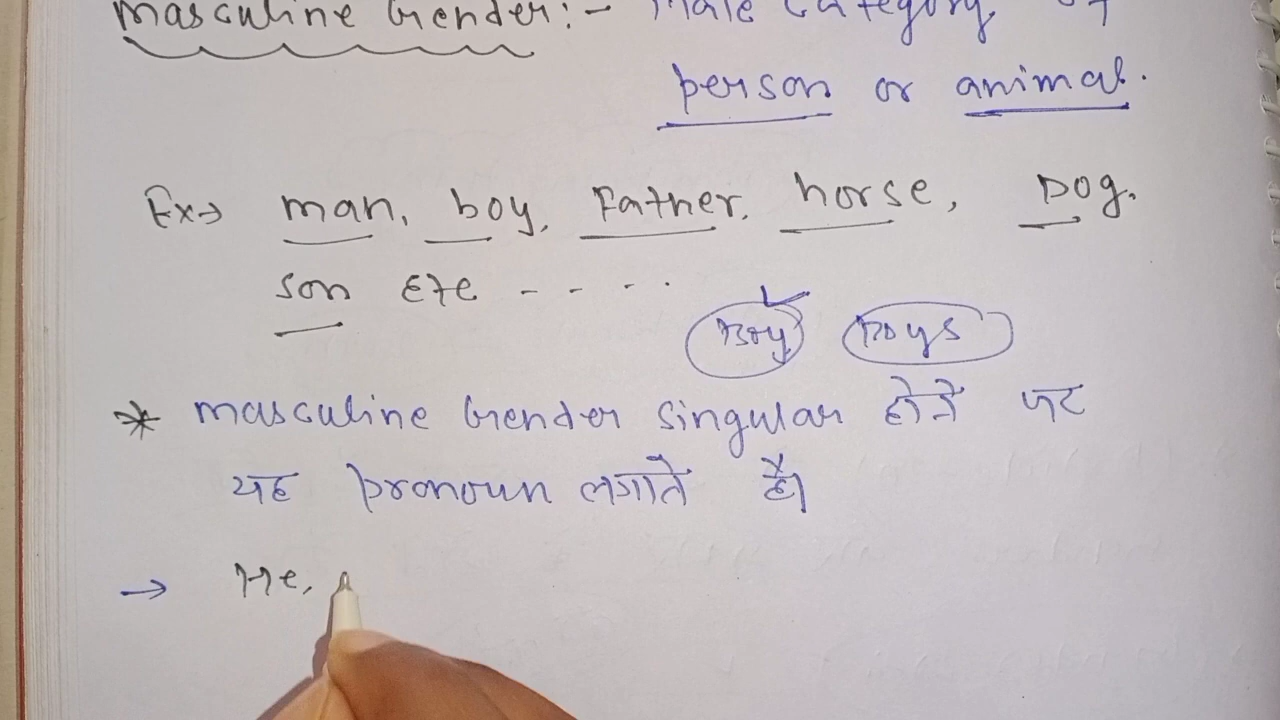 masculine Gender:- Male Category of
person or animal.
Ex→ man, boy, Father, horse, Dog.
son Etc - - - -
Boy Boys
* masculine Gender Singular होने पर
यह pronoun लगाते है।
→ He,